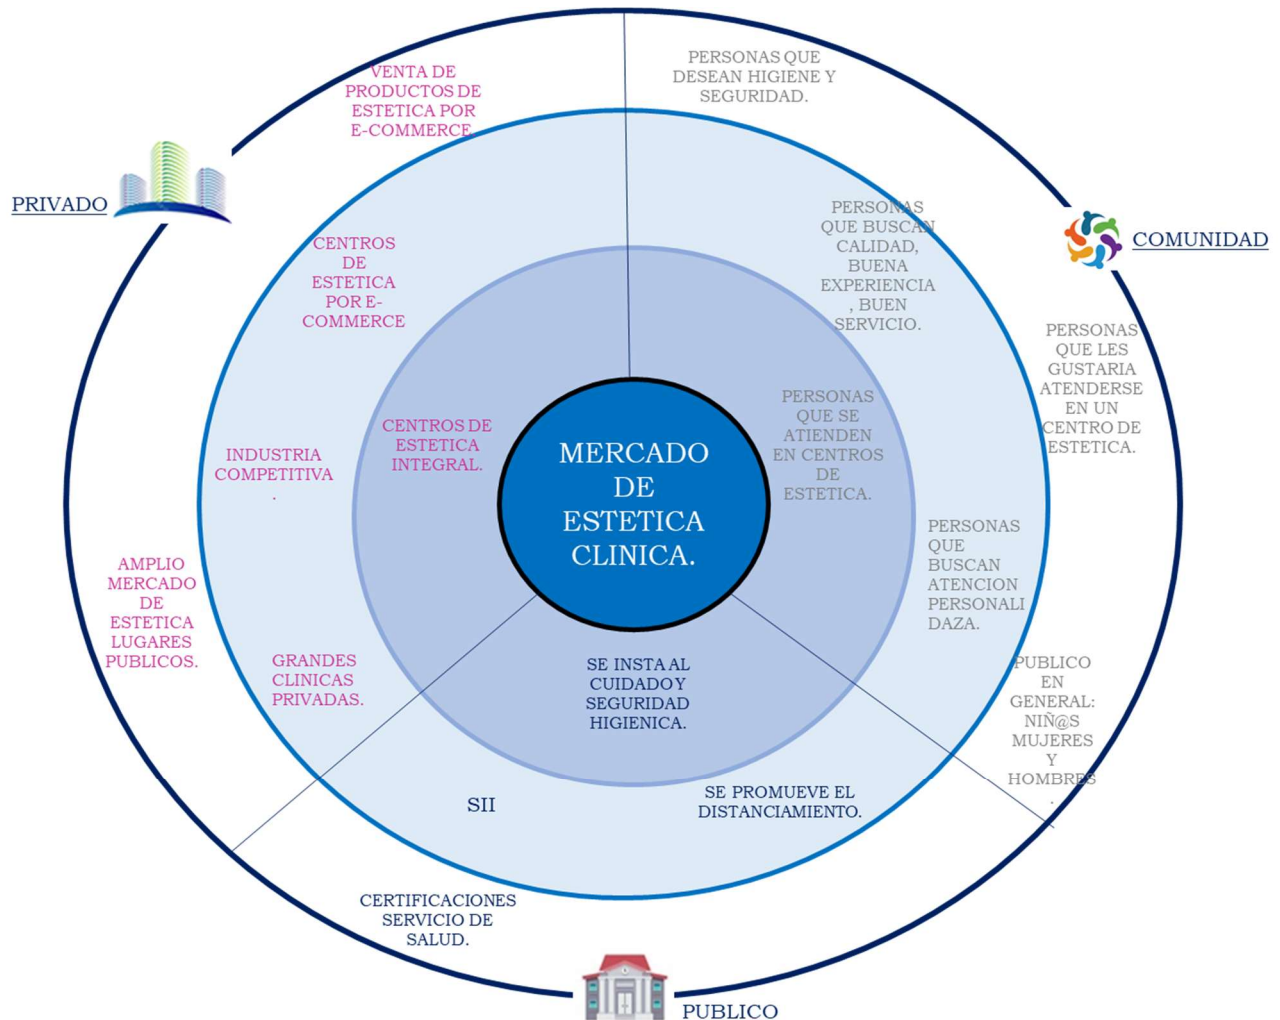 VENTA DE
PRODUCTOS DE
ESTETICA POR
E-COMMERCE.
PERSONAS QUE
DESEAN HIGIENE Y
SEGURIDAD.
PRIVADO
COMUNIDAD
CENTROS
DE
ESTETICA
POR E-
COMMERCE
PERSONAS
QUE BUSCAN
CALIDAD,
BUENA
EXPERIENCIA
, BUEN
SERVICIO.
PERSONAS
QUE LES
GUSTARIA
ATENDERSE
EN UN
CENTRO DE
ESTETICA.
INDUSTRIA
COMPETITIVA
.
CENTROS DE
ESTETICA
INTEGRAL.
MERCADO
DE
ESTETICA
CLINICA.
PERSONAS
QUE SE
ATIENDEN
EN CENTROS
DE
ESTETICA.
PERSONAS
QUE
BUSCAN
ATENCION
PERSONALI
DAZA.
AMPLIO
MERCADO
DE
ESTETICA
LUGARES
PUBLICOS.
GRANDES
CLINICAS
PRIVADAS.
SE INSTA AL
CUIDADO Y
SEGURIDAD
HIGIENICA.
PUBLICO
EN
GENERAL:
NIÑ@S
MUJERES
Y
HOMBRES
.
SII
SE PROMUEVE EL
DISTANCIAMIENTO.
CERTIFICACIONES
SERVICIO DE
SALUD.
PUBLICO